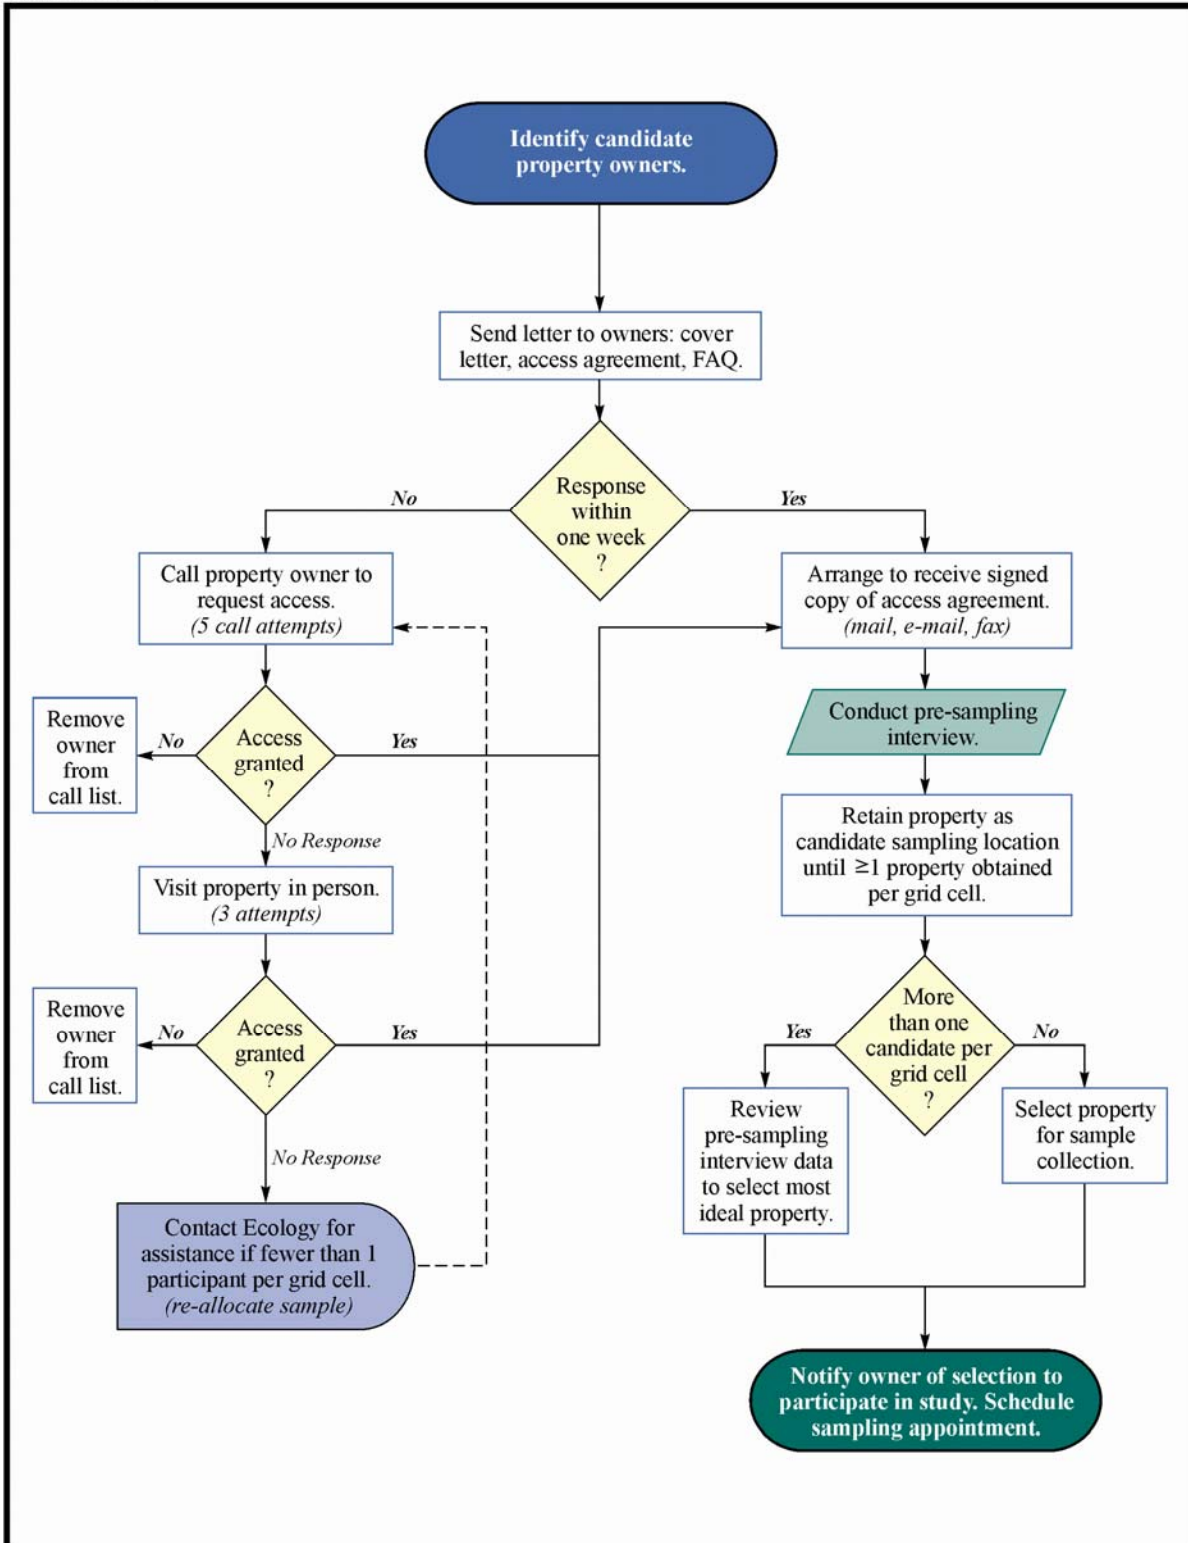 Identify candidate
property owners.
Send letter to owners: cover
letter, access agreement, FAQ.
Response
within
one week
?
No
Yes
Call property owner to
request access.
(5 call attempts)
Arrange to receive signed
copy of access agreement.
(mail, e-mail, fax)
Access
granted
?
No
Yes
Remove
owner
from
call list.
No Response
Conduct pre-sampling
interview.
Visit property in person.
(3 attempts)
Retain property as
candidate sampling location
until ≥1 property obtained
per grid cell.
Access
granted
?
No
Yes
Remove
owner
from
call list.
No Response
More
than one
candidate per
grid cell
?
Yes
No
Review
pre-sampling
interview data
to select most
ideal property.
Select property
for sample
collection.
Contact Ecology for
assistance if fewer than 1
participant per grid cell.
(re-allocate sample)
Notify owner of selection to
participate in study. Schedule
sampling appointment.